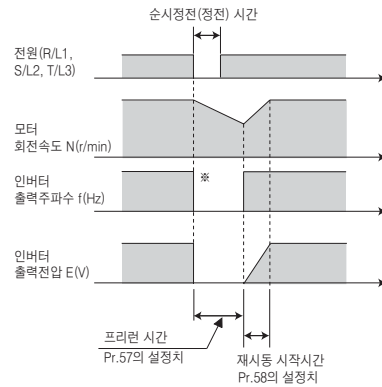 순시정전(정전) 시간
전원(R/L1,
S/L2, T/L3)
모터
회전속도 N(r/min)
※
인버터
출력주파수 f(Hz)
인버터
출력전압 E(V)
프리런 시간
Pr.57의 설정치
재시동 시작시간
Pr.58의 설정치